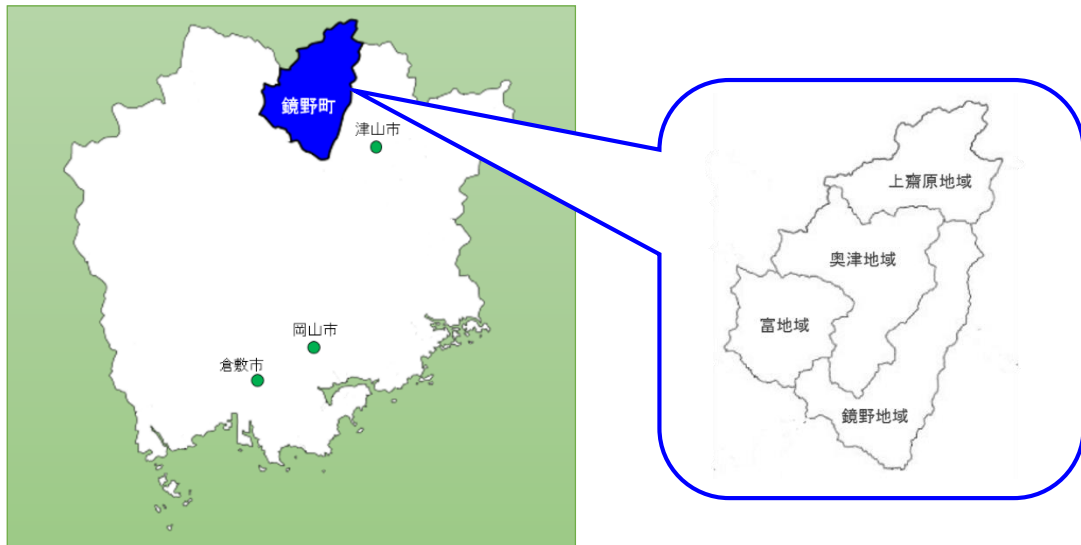 鏡野町
津山市
岡山市
倉敷市
上齋原地域
奥津地域
富地域
鏡野地域